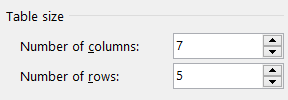 Table size
Number of columns: 7
Number of rows: 5